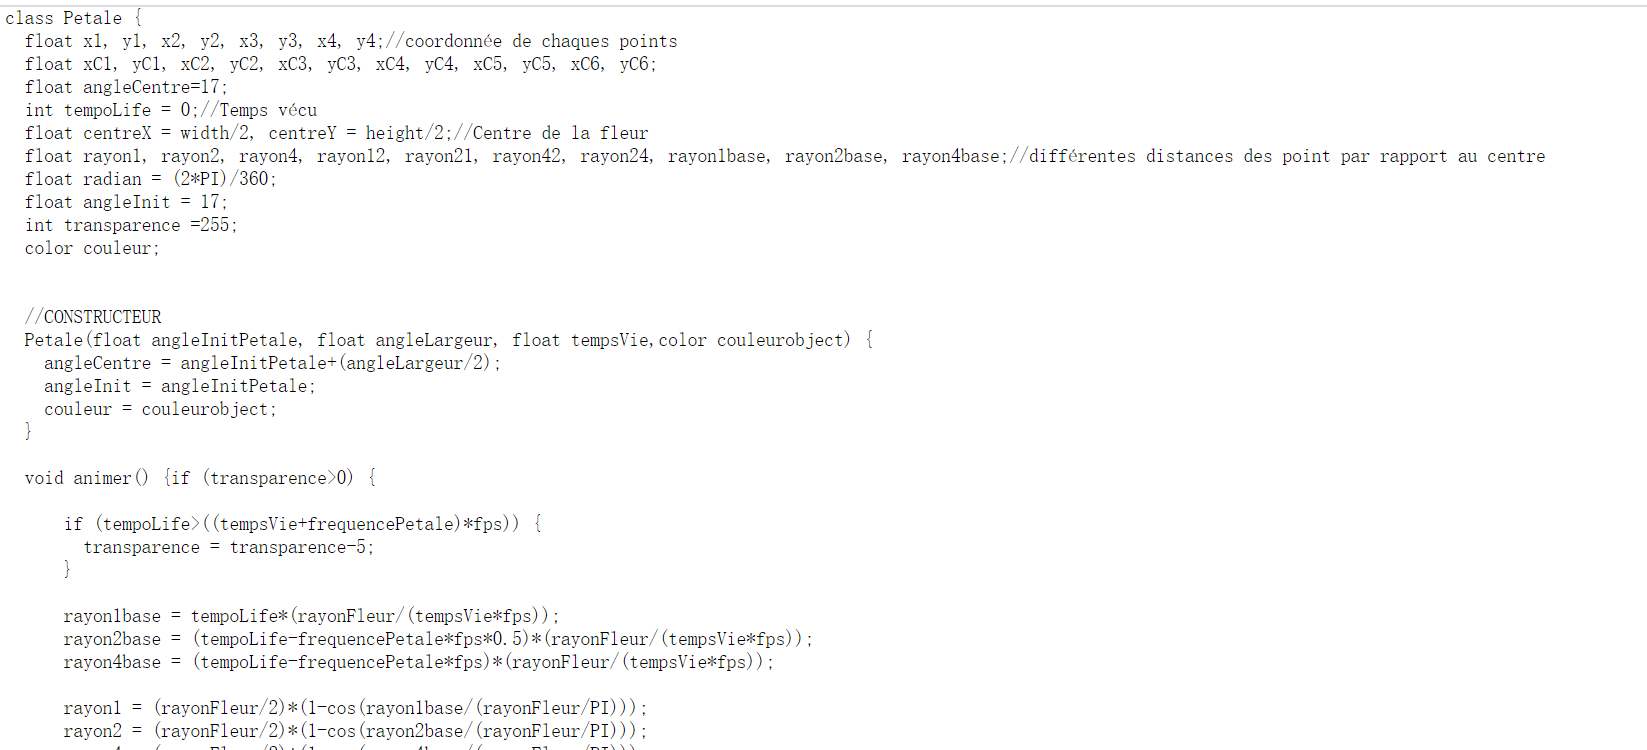 class Petale {
float x1, y1, x2, y2, x3, y3, x4, y4;//coordonnée de chaques points
float xC1, yC1, xC2, yC2, xC3, yC3, xC4, yC4, xC5, yC5, xC6, yC6;
float angleCentre=17;
int tempoLife = 0;//Temps vécu
float centreX = width/2, centreY = height/2;//Centre de la fleur
float rayon1, rayon2, rayon4, rayon12, rayon21, rayon42, rayon24, rayon1base, rayon2base, rayon4base;//différentes distances des point par rapport au centre
float radian = (2*PI)/360;
float angleInit = 17;
int transparence =255;
color couleur;
//CONSTRUCTEUR
Petale(float angleInitPetale, float angleLargeur, float tempsVie,color couleurobject) {
angleCentre = angleInitPetale+(angleLargeur/2);
angleInit = angleInitPetale;
couleur = couleurobject;
}
void animer() {if (transparence>0) {
if (tempoLife>((tempsVie+frequencePetale)*fps)) {
transparence = transparence-5;
}
rayon1base = tempoLife*(rayonFleur/(tempsVie*fps));
rayon2base = (tempoLife-frequencePetale*fps*0.5)*(rayonFleur/(tempsVie*fps));
rayon4base = (tempoLife-frequencePetale*fps)*(rayonFleur/(tempsVie*fps));
rayon1 = (rayonFleur/2)*(1-cos(rayon1base/(rayonFleur/PI)));
rayon2 = (rayonFleur/2)*(1-cos(rayon2base/(rayonFleur/PI)));